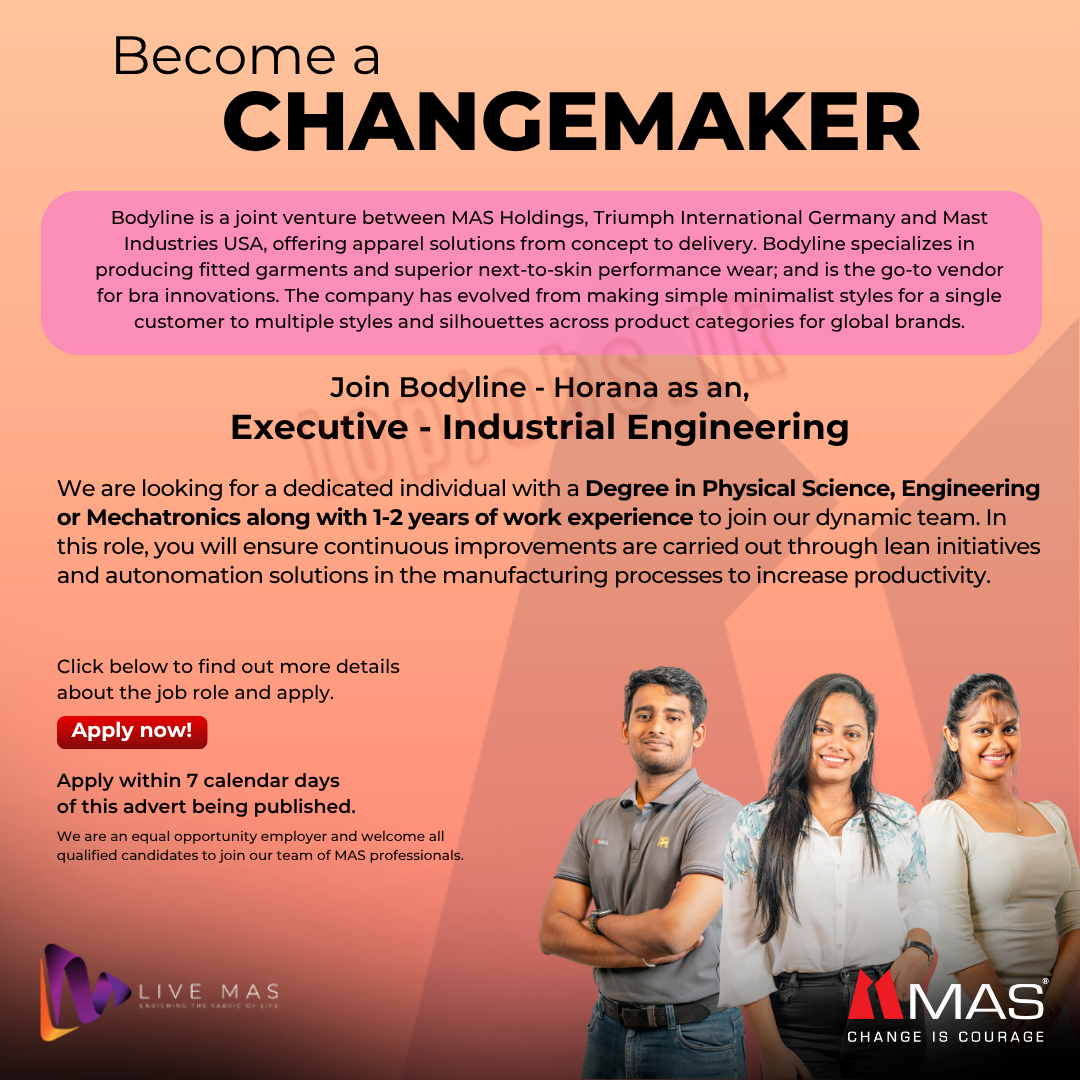 Become a
CHANGEMAKER
Bodyline is a joint venture between MAS Holdings, Triumph International Germany and Mast
Industries USA, offering apparel solutions from concept to delivery. Bodyline specializes in
producing fitted garments and superior next-to-skin performance wear; and is the go-to vendor
for bra innovations. The company has evolved from making simple minimalist styles for a single
customer to multiple styles and silhouettes across product categories for global brands.
topjobs.lk
Join Bodyline - Horana as an,
Executive - Industrial Engineering
We are looking for a dedicated individual with a Degree in Physical Science, Engineering
or Mechatronics along with 1-2 years of work experience to join our dynamic team. In
this role, you will ensure continuous improvements are carried out through lean initiatives
and autonomation solutions in the manufacturing processes to increase productivity.
Click below to find out more details
about the job role and apply.
Apply now!
Apply within 7 calendar days
of this advert being published.
We are an equal opportunity employer and welcome all
qualified candidates to join our team of MAS professionals.
MAS
LIVE MAS
ENRICHING THE FABRIC OF LIFE
MAS®
CHANGE IS COURAGE